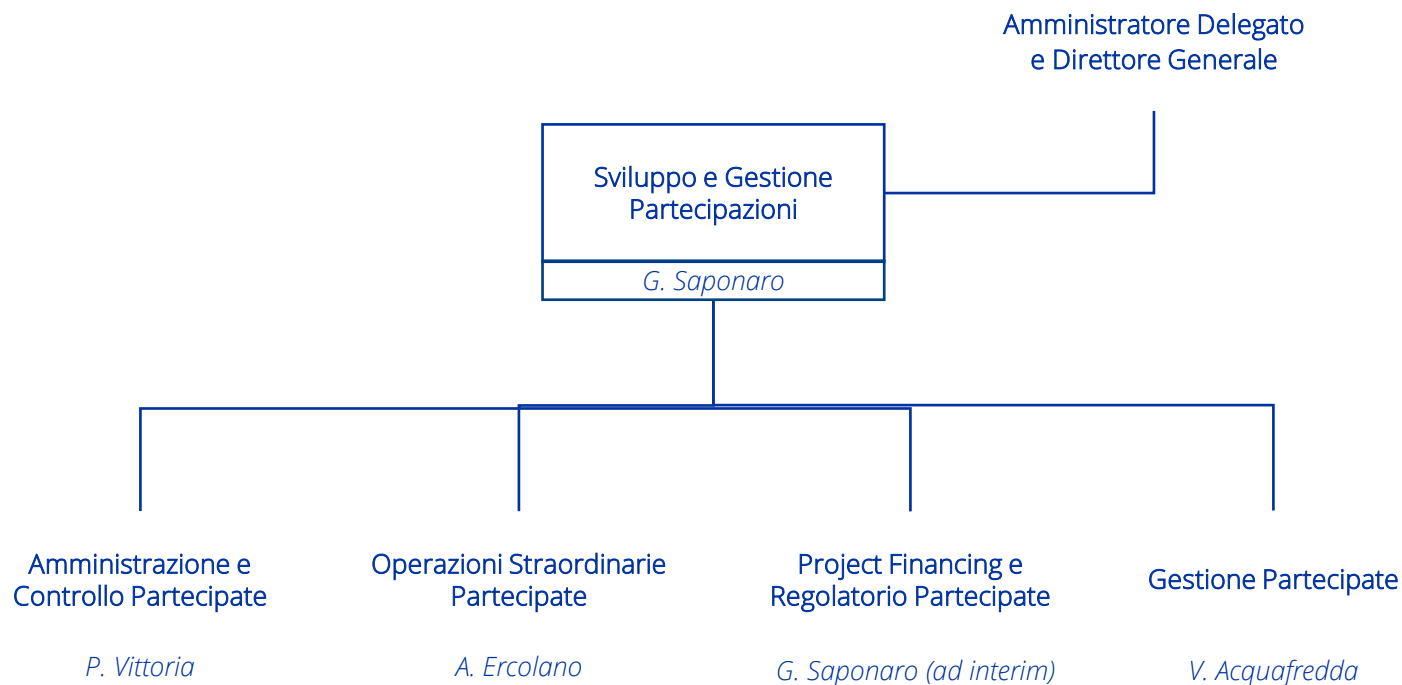 Amministratore Delegato
e Direttore Generale
Sviluppo e Gestione
Partecipazioni
G. Saponaro
Amministrazione e
Controllo Partecipate
P. Vittoria
Operazioni Straordinarie
Partecipate
A. Ercolano
Project Financing e
Regolatorio Partecipate
G. Saponaro (ad interim)
Gestione Partecipate
V. Acquafredda